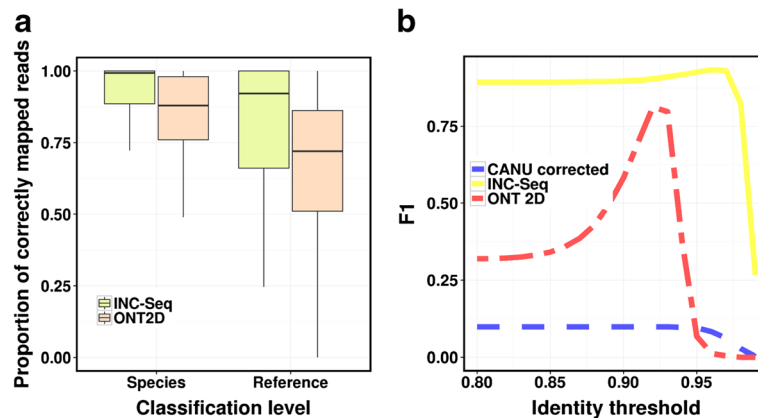 a
Proportion of correctly mapped reads
1.00
0.75
0.50
0.25
0.00
INC-Seq
ONT2D
Species
Reference
Classification level
b
F1
0.75
0.50
0.25
0.00
CANU corrected
INC-Seq
ONT 2D
0.80
0.85
0.90
0.95
Identity threshold